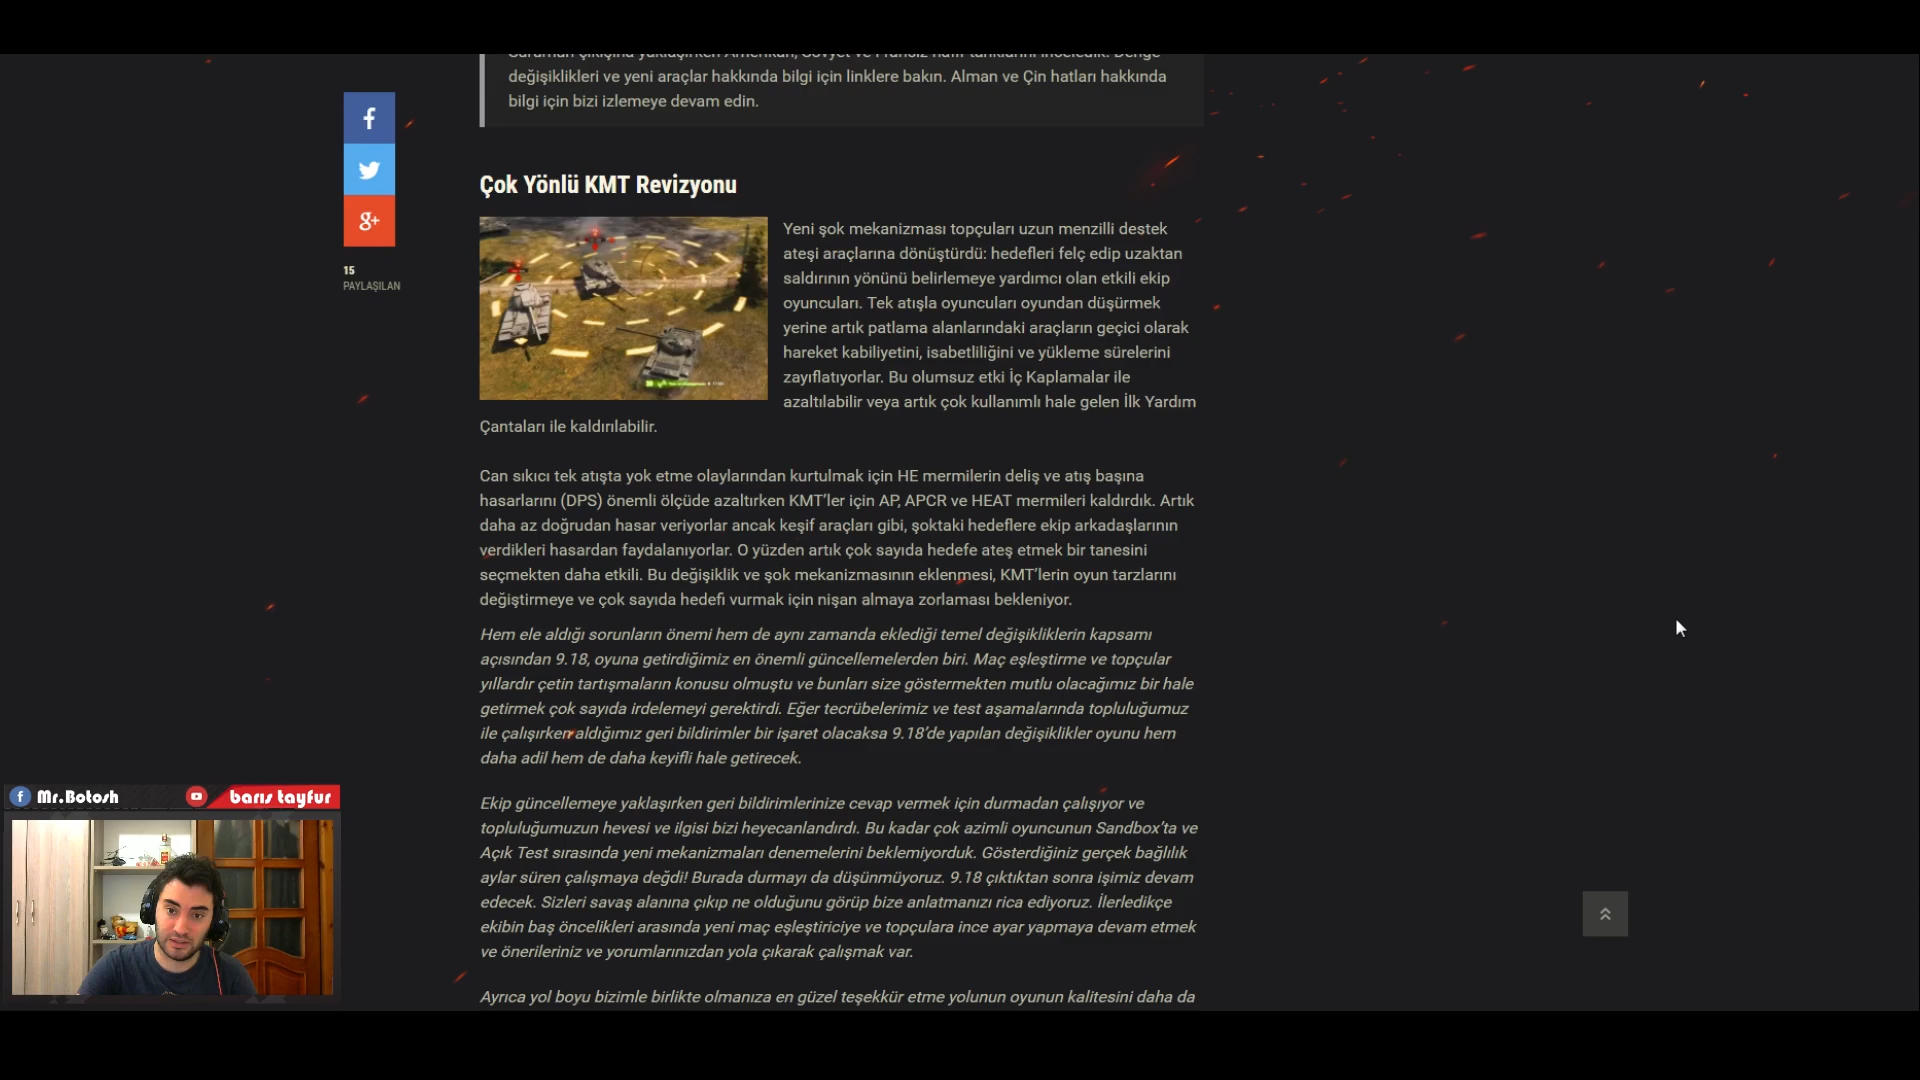 değişiklikleri ve yeni araçlar hakkında bilgi için linklere bakın. Alman ve Çin hatları hakkında
bilgi için bizi izlemeye devam edin.
15
PAYLAŞILAN
Çok Yönlü KMT Revizyonu
Yeni şok mekanizması topçuları uzun menzilli destek
ateşi araçlarına dönüştürdü: hedefleri felç edip uzaktan
saldırının yönünü belirlemeye yardımcı olan etkili ekip
oyuncuları. Tek atışla oyuncuları oyundan düşürmek
yerine artık patlama alanlarındaki araçların geçici olarak
hareket kabiliyetini, isabetliliğini ve yükleme sürelerini
zayıflatıyorlar. Bu olumsuz etki İç Kaplamalar ile
azaltılabilir veya artık çok kullanımlı hale gelen İlk Yardım
Çantaları ile kaldırılabilir.
Can sıkıcı tek atışta yok etme olaylarından kurtulmak için HE mermilerin deliş ve atış başına
hasarlarını (DPS) önemli ölçüde azaltırken KMT'ler için AP, APCR ve HEAT mermileri kaldırdık. Artık
daha az doğrudan hasar veriyorlar ancak keşif araçları gibi, şoktaki hedeflere ekip arkadaşlarının
verdikleri hasardan faydalanıyorlar. O yüzden artık çok sayıda hedefe ateş etmek bir tanesini
seçmekten daha etkili. Bu değişiklik ve şok mekanizmasının eklenmesi, KMT'lerin oyun tarzlarını
değiştirmeye ve çok sayıda hedefi vurmak için nişan almaya zorlaması bekleniyor.
Hem ele aldığı sorunların önemi hem de aynı zamanda eklediği temel değişikliklerin kapsamı
açısından 9.18, oyuna getirdiğimiz en önemli güncellemelerden biri. Maç eşleştirme ve topçular
yıllardır çetin tartışmaların konusu olmuştu ve bunları size göstermekten mutlu olacağımız bir hale
getirmek çok sayıda irdelemeyi gerektirdi. Eğer tecrübelerimiz ve test aşamalarında topluluğumuz
ile çalışırken aldığımız geri bildirimler bir işaret olacaksa 9.18'de yapılan değişiklikler oyunu hem
daha adil hem de daha keyifli hale getirecek.
Ekip güncellemeye yaklaşırken geri bildirimlerinize cevap vermek için durmadan çalışıyor ve
topluluğumuzun hevesi ve ilgisi bizi heyecanlandırdı. Bu kadar çok azimli oyuncunun Sandbox'ta ve
Açık Test sırasında yeni mekanizmaları denemelerini beklemiyorduk. Gösterdiğiniz gerçek bağlılık
aylar süren çalışmaya değdi! Burada durmayı da düşünmüyoruz. 9.18 çıktıktan sonra işimiz devam
edecek. Sizleri savaş alanına çıkıp ne olduğunu görüp bize anlatmanızı rica ediyoruz. İlerledikçe
ekibin baş öncelikleri arasında yeni maç eşleştiriciye ve topçulara ince ayar yapmaya devam etmek
ve önerileriniz ve yorumlarınızdan yola çıkarak çalışmak var.
Ayrıca yol boyu bizimle birlikte olmanıza en güzel teşekkür etme yolunun oyunun kalitesini daha da
Mr.Botosh
barış tayfur